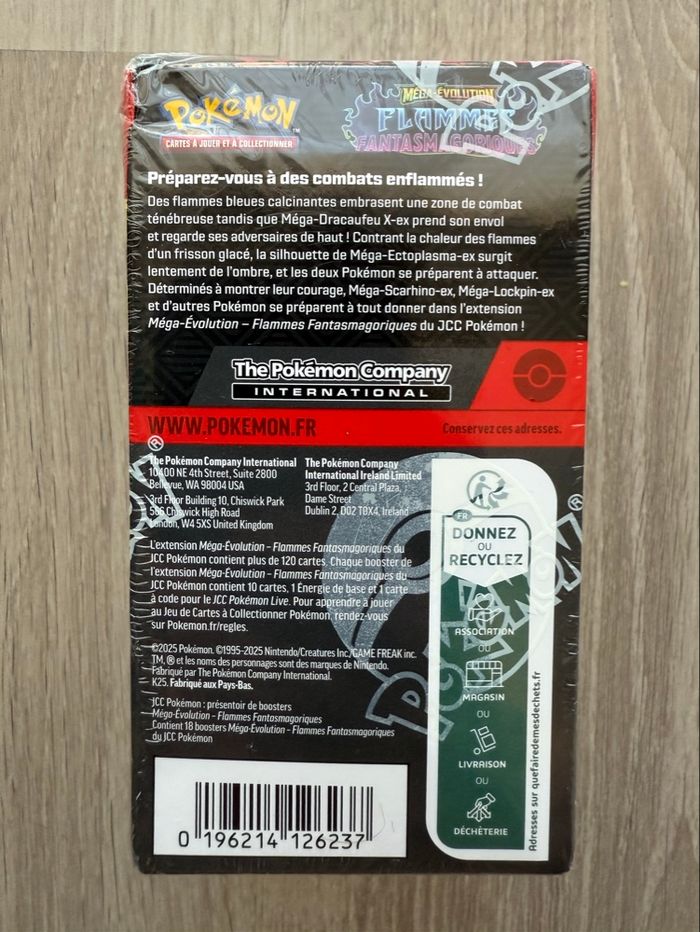 POKÉMON
CARTES À JOUER ET À COLLECTIONNER
MÉGA-ÉVOLUTION
FLAMMES
FANTASMAGORIQUES
Préparez-vous à des combats enflammés !
Des flammes bleues calcinantes embrasent une zone de combat
ténébreuse tandis que Méga-Dracaufeu X-ex prend son envol
et regarde ses adversaires de haut ! Contrant la chaleur des flammes
d'un frisson glacé, la silhouette de Méga-Ectoplasma-ex surgit
lentement de l'ombre, et les deux Pokémon se préparent à attaquer.
Déterminés à montrer leur courage, Méga-Scarhino-ex, Méga-Lockpin-ex
et d'autres Pokémon se préparent à tout donner dans l'extension
Méga-Évolution – Flammes Fantasmagoriques du JCC Pokémon !
The Pokémon Company
INTERNATIONAL
WWW.POKEMON.FR
Conservez ces adresses.
The Pokémon Company International
10400 NE 4th Street, Suite 2800
Bellevue, WA 98004 USA
3rd Floor Building 10, Chiswick Park
566 Chiswick High Road
London, W4 5XS United Kingdom
The Pokémon Company
International Ireland Limited
3rd Floor, 2 Central Plaza,
Dame Street
Dublin 2, D02 T0X4, Ireland
L'extension Méga-Évolution – Flammes Fantasmagoriques du
JCC Pokémon contient plus de 120 cartes. Chaque booster de
l'extension Méga-Évolution – Flammes Fantasmagoriques du
JCC Pokémon contient 10 cartes, 1 Énergie de base et 1 carte
à code pour le JCC Pokémon Live. Pour apprendre à jouer
au Jeu de Cartes à Collectionner Pokémon, rendez-vous
sur Pokemon.fr/regles.
©2025 Pokémon. ©1995-2025 Nintendo/Creatures Inc./GAME FREAK inc.
TM, ® et les noms des personnages sont des marques de Nintendo.
Fabriqué par The Pokémon Company International.
K25. Fabriqué aux Pays-Bas.
JCC Pokémon : présentoir de boosters
Méga-Évolution – Flammes Fantasmagoriques
Contient 18 boosters Méga-Évolution – Flammes Fantasmagoriques
du JCC Pokémon
0 196214 126237
FR
DONNEZ
OU
RECYCLEZ
ASSOCIATION
OU
MAGASIN
OU
LIVRAISON
OU
DÉCHÈTERIE
Adresses sur quefairedemesdechets.fr
POKÉMON